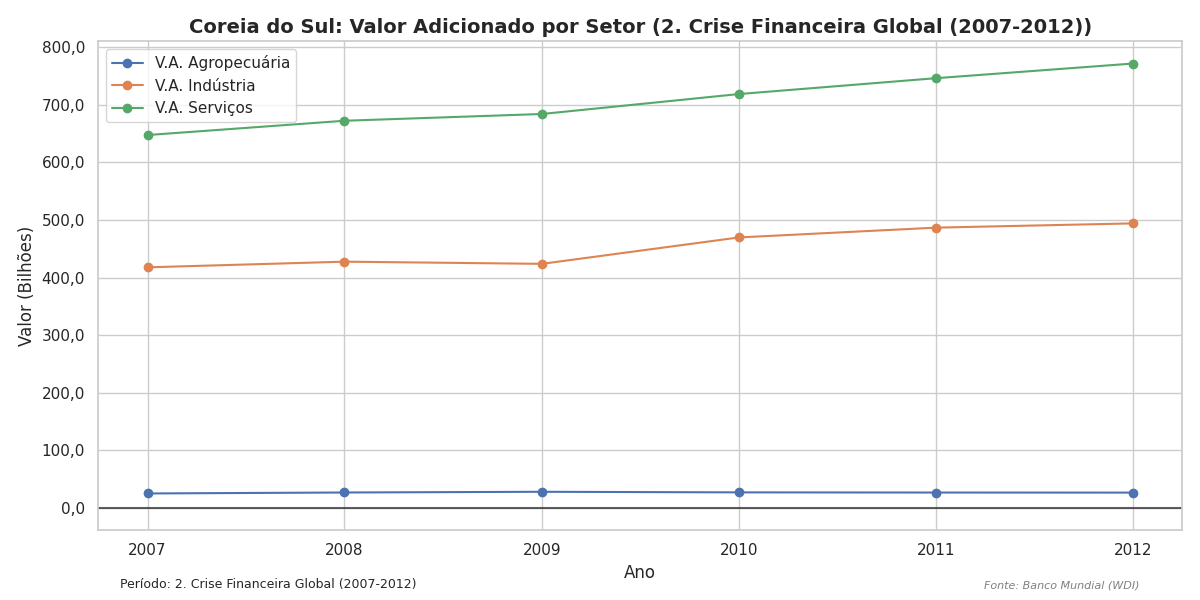 Coreia do Sul: Valor Adicionado por Setor (2. Crise Financeira Global (2007-2012))
V.A. Agropecuária
V.A. Indústria
V.A. Serviços
Valor (Bilhões)
800,0
700,0
600,0
500,0
400,0
300,0
200,0
100,0
0,0
2007 2008 2009 2010 2011 2012
Ano
Período: 2. Crise Financeira Global (2007-2012)
Fonte: Banco Mundial (WDI)